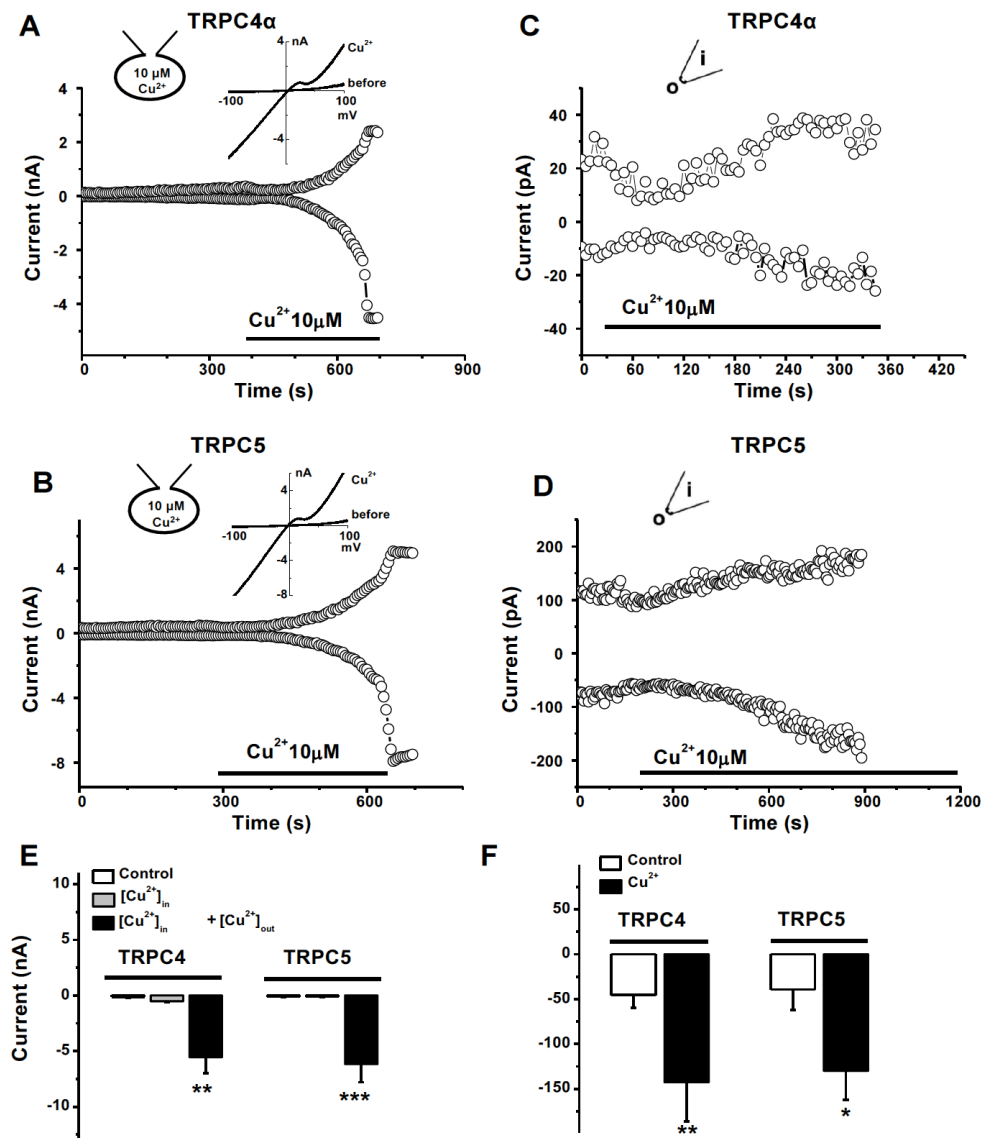 A
TRPC4α
10 µM
Cu²⁺
nA
4
Cu²⁺
before
-100
100
mV
-4
Current (nA)
4
2
0
-2
-4
Cu²⁺10µM
0
300
600
900
Time (s)
C
TRPC4α
i
o
Current (pA)
40
20
0
-20
-40
Cu²⁺10µM
0
60
120
180
240
300
360
420
Time (s)
B
TRPC5
10 µM
Cu²⁺
nA
4
Cu²⁺
before
-100
100
mV
-4
-8
Current (nA)
4
0
-4
-8
Cu²⁺10µM
0
300
600
Time (s)
D
TRPC5
i
o
Current (pA)
200
100
0
-100
-200
Cu²⁺10µM
0
300
600
900
1200
Time (s)
E
Control
[Cu²⁺]in
[Cu²⁺]in + [Cu²⁺]out
TRPC4
TRPC5
Current (nA)
10
5
0
-5
-10
**
***
F
Control
Cu²⁺
TRPC4
TRPC5
50
0
-50
-100
-150
**
*